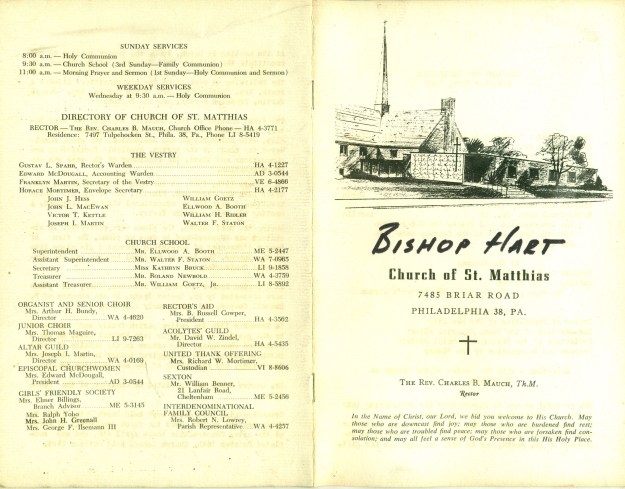 SUNDAY SERVICES
8:00 a.m. — Holy Communion
9:30 a.m. — Church School (3rd Sunday—Family Communion)
11:00 a.m. — Morning Prayer and Sermon (1st Sunday—Holy Communion and Sermon)
WEEKDAY SERVICES
Wednesday at 9:30 a.m. — Holy Communion
DIRECTORY OF CHURCH OF ST. MATTHIAS
RECTOR — The Rev. Charles B. Mauch, Church Office Phone — HA 4-3771
Residence: 7497 Tulpehocken St., Phila. 38, Pa., Phone LI 8-5419
THE VESTRY
Gustav L. Spahr, Rector's Warden HA 4-1227
Edward McDougall, Accounting Warden AD 3-0544
Franklyn Martin, Secretary of the Vestry VE 6-4866
Horace Mortimer, Envelope Secretary HA 4-2177
John J. Hess William Goetz
John L. MacEwan Ellwood A. Booth
Victor T. Kettle William H. Ridler
Joseph I. Martin Walter F. Staton
CHURCH SCHOOL
Superintendent Mr. Ellwood A. Booth ME 5-2447
Assistant Superintendent Mr. Walter F. Staton WA 7-0965
Secretary Miss Kathryn Bruck LI 9-1858
Treasurer Mr. Roland Newbold WA 4-3759
Assistant Treasurer Mr. William Goetz, Jr. LI 8-5892
ORGANIST AND SENIOR CHOIR
Mrs. Arthur H. Bundy,
Director WA 4-4620
JUNIOR CHOIR
Mrs. Thomas Maguire,
Director LI 9-7263
ALTAR GUILD
Mrs. Joseph I. Martin,
Director WA 4-0169
EPISCOPAL CHURCHWOMEN
Mrs. Edward McDougall,
President AD 3-0544
GIRLS' FRIENDLY SOCIETY
Mrs. Elmer Billings,
Branch Advisor ME 5-3145
Mrs. Ralph Yoho
Mrs. John H. Greenall
Mrs. George F. Ihemann III
RECTOR'S AID
Mrs. B. Russell Cowper,
President HA 4-3562
ACOLYTES' GUILD
Mr. David W. Zindel,
Director HA 4-5435
UNITED THANK OFFERING
Mrs. Richard W. Mortimer,
Custodian VI 8-8606
SEXTON
Mr. William Benner,
21 Lanfair Road,
Cheltenham ME 5-2456
INTERDENOMINATIONAL
FAMILY COUNCIL
Mrs. Robert N. Lowrey,
Parish Representative WA 4-4257
BISHOP HART
Church of St. Matthias
7485 BRIAR ROAD
PHILADELPHIA 38, PA.
The Rev. Charles B. Mauch, Th.M.
Rector
In the Name of Christ, our Lord, we bid you welcome to His Church. May
those who are downcast find joy; may those who are burdened find rest;
may those who are troubled find peace; may those who are forsaken find con-
solation; and may all feel a sense of God's Presence in this His Holy Place.